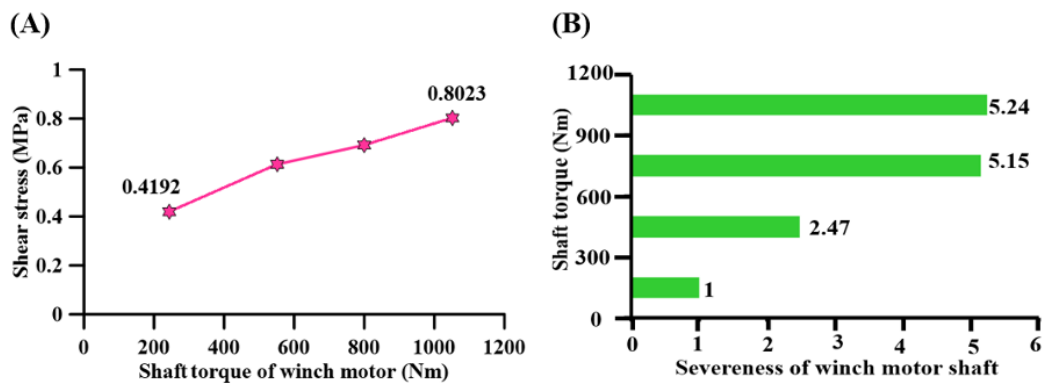 (A)
1
0.8
0.6
0.4
0.2
0
Shear stress (MPa)
0.4192
0.8023
0 200 400 600 800 1000 1200
Shaft torque of winch motor (Nm)
(B)
1200
900
600
300
0
Shaft torque (Nm)
5.24
5.15
2.47
1
0 1 2 3 4 5 6
Severeness of winch motor shaft